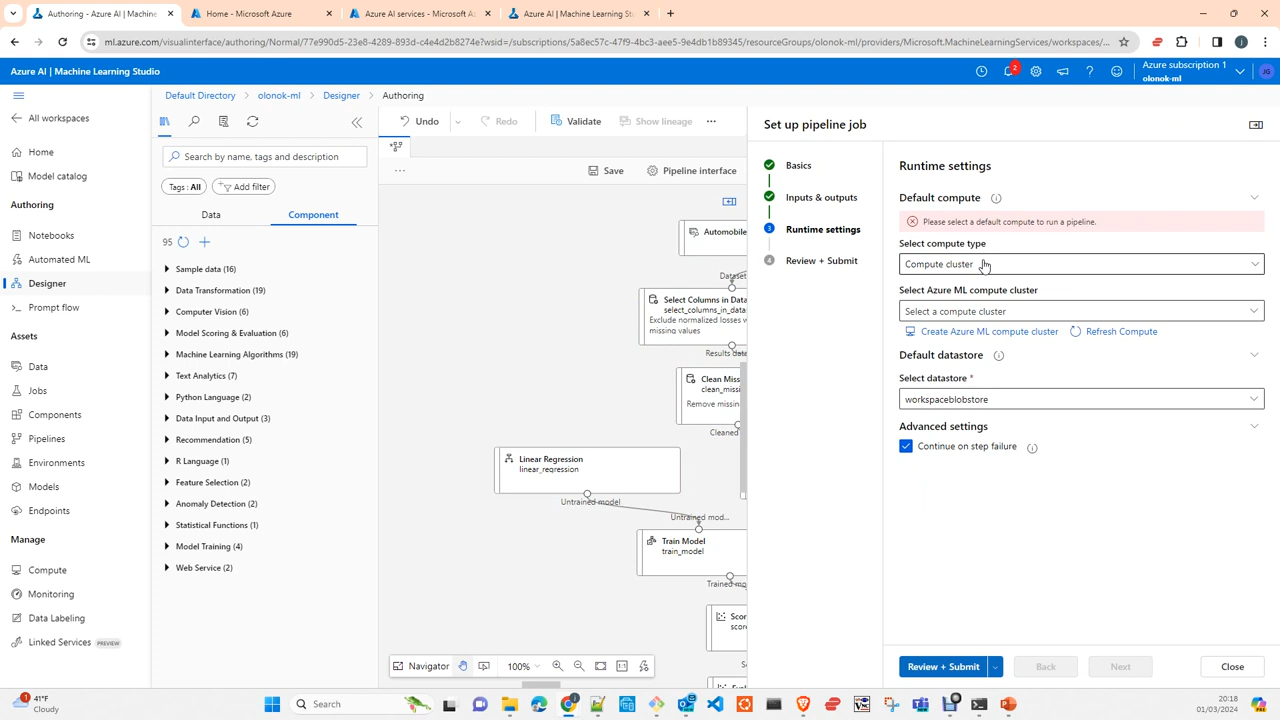 Authoring - Azure AI | Machine
Home - Microsoft Azure
Azure AI services - Microsoft A
Azure AI | Machine Learning Stu
ml.azure.com/visualinterface/authoring/Normal/77e990d5-23e8-4289-893d-c4e4d2b8274e?wsid=/subscriptions/5a8ec57c-47f9-4bc3-aee5-9e4db1b89345/resourceGroups/olonok-ml/providers/Microsoft.MachineLearningServices/workspaces/...
Azure AI | Machine Learning Studio
2
Azure subscription 1
olonok-ml
JG
All workspaces
Home
Model catalog
Authoring
Notebooks
Automated ML
Designer
Prompt flow
Assets
Data
Jobs
Components
Pipelines
Environments
Models
Endpoints
Manage
Compute
Monitoring
Data Labeling
Linked Services PREVIEW
Default Directory
olonok-ml
Designer
Authoring
Search by name, tags and description
Tags : All
Add filter
Data
Component
95
Sample data (16)
Data Transformation (19)
Computer Vision (6)
Model Scoring & Evaluation (6)
Machine Learning Algorithms (19)
Text Analytics (7)
Python Language (2)
Data Input and Output (3)
Recommendation (5)
R Language (1)
Feature Selection (2)
Anomaly Detection (2)
Statistical Functions (1)
Model Training (4)
Web Service (2)
Undo
Redo
Validate
Show lineage
Save
Pipeline interface
Automobile
Dataset
Select Columns in Data
select_columns_in_data
Exclude normalized losses
missing values
Results data
Clean Miss
clean_missi
Remove missin
Cleaned
Linear Regression
linear_regression
Untrained model
Untrained mod...
Train Model
train_model
Trained mo
Scor
score
Navigator
100%
Set up pipeline job
Basics
Inputs & outputs
3
Runtime settings
4
Review + Submit
Runtime settings
Default compute
Please select a default compute to run a pipeline.
Select compute type
Compute cluster
Select Azure ML compute cluster
Select a compute cluster
Create Azure ML compute cluster
Refresh Compute
Default datastore
Select datastore *
workspaceblobstore
Advanced settings
Continue on step failure
Review + Submit
Back
Next
Close
1
41°F
Cloudy
Search
20:18
01/03/2024